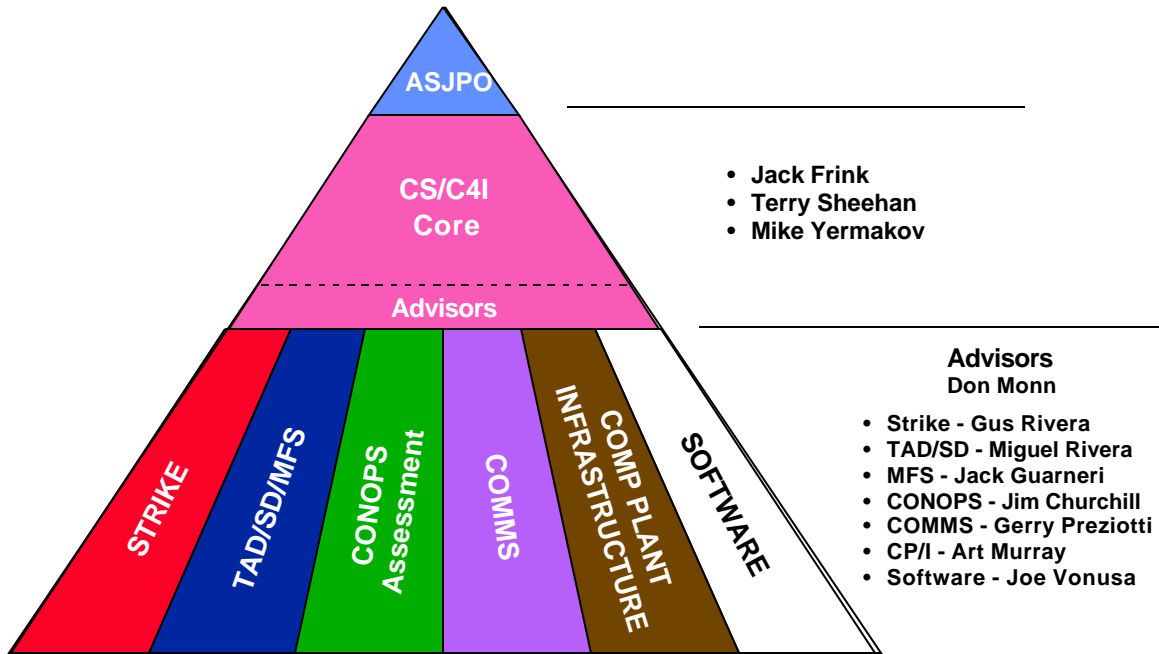 ASJPO
CS/C4I
Core
• Jack Frink
• Terry Sheehan
• Mike Yermakov
Advisors
STRIKE
TAD/SD/MFS
CONOPS
Assessment
COMMS
COMP PLANT
INFRASTRUCTURE
SOFTWARE
Advisors
Don Monn
• Strike - Gus Rivera
• TAD/SD - Miguel Rivera
• MFS - Jack Guarneri
• CONOPS - Jim Churchill
• COMMS - Gerry Preziotti
• CP/I - Art Murray
• Software - Joe Vonusa